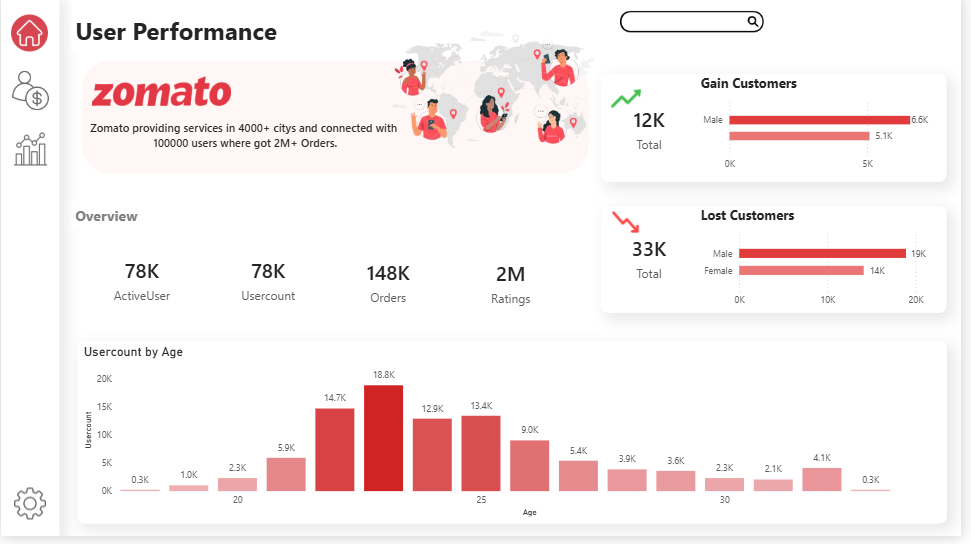 User Performance
zomato
Zomato providing services in 4000+ citys and connected with
100000 users where got 2M+ Orders.
Gain Customers
12K
Total
Male
6.6K
5.1K
0K
5K
Overview
78K
ActiveUser
78K
Usercount
148K
Orders
2M
Ratings
Lost Customers
33K
Total
Male
19K
Female
14K
0K
10K
20K
Usercount by Age
Usercount
20K
15K
10K
5K
0K
0.3K
1.0K
2.3K
5.9K
14.7K
18.8K
12.9K
13.4K
9.0K
5.4K
3.9K
3.6K
2.3K
2.1K
4.1K
0.3K
20
25
30
Age